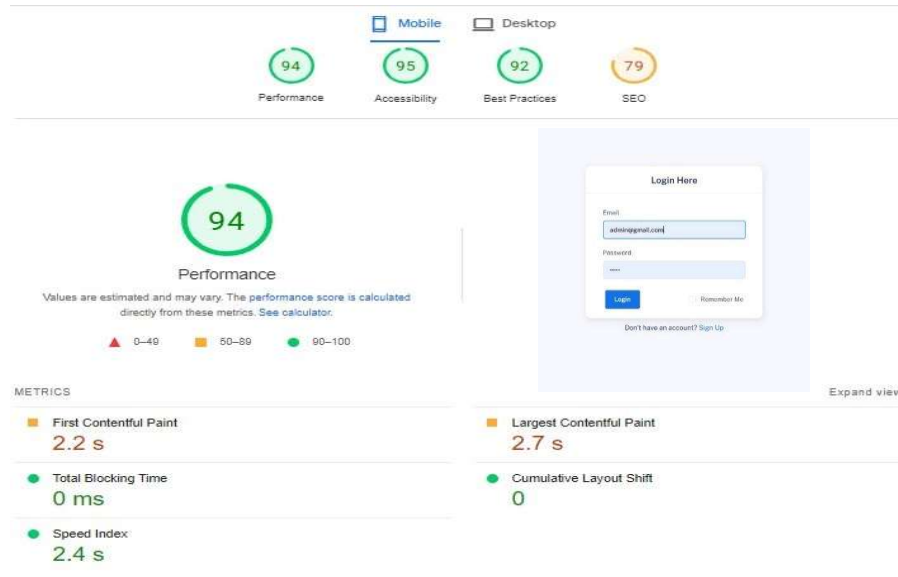 Mobile Desktop
94 95 92 79
Performance Accessibility Best Practices SEO
94
Performance
Values are estimated and may vary. The performance score is calculated
directly from these metrics. See calculator.
0–49 50–89 90–100
Login Here
Email
admin@gmail.com
Password
Login Remember Me
Don't have an account? Sign Up
METRICS Expand view
First Contentful Paint
2.2 s
Largest Contentful Paint
2.7 s
Total Blocking Time
0 ms
Cumulative Layout Shift
0
Speed Index
2.4 s